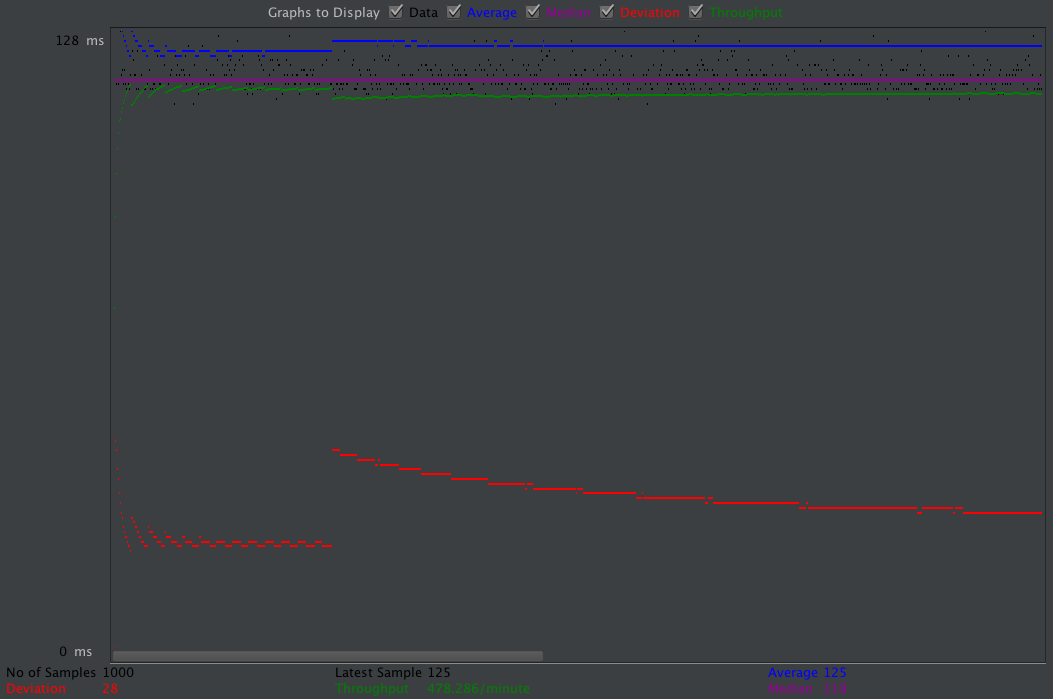 Graphs to Display Data Average Median Deviation Throughput
128 ms
0 ms
No of Samples 1000 Latest Sample 125 Average 125
Deviation 28 Throughput 478.286/minute Median 118